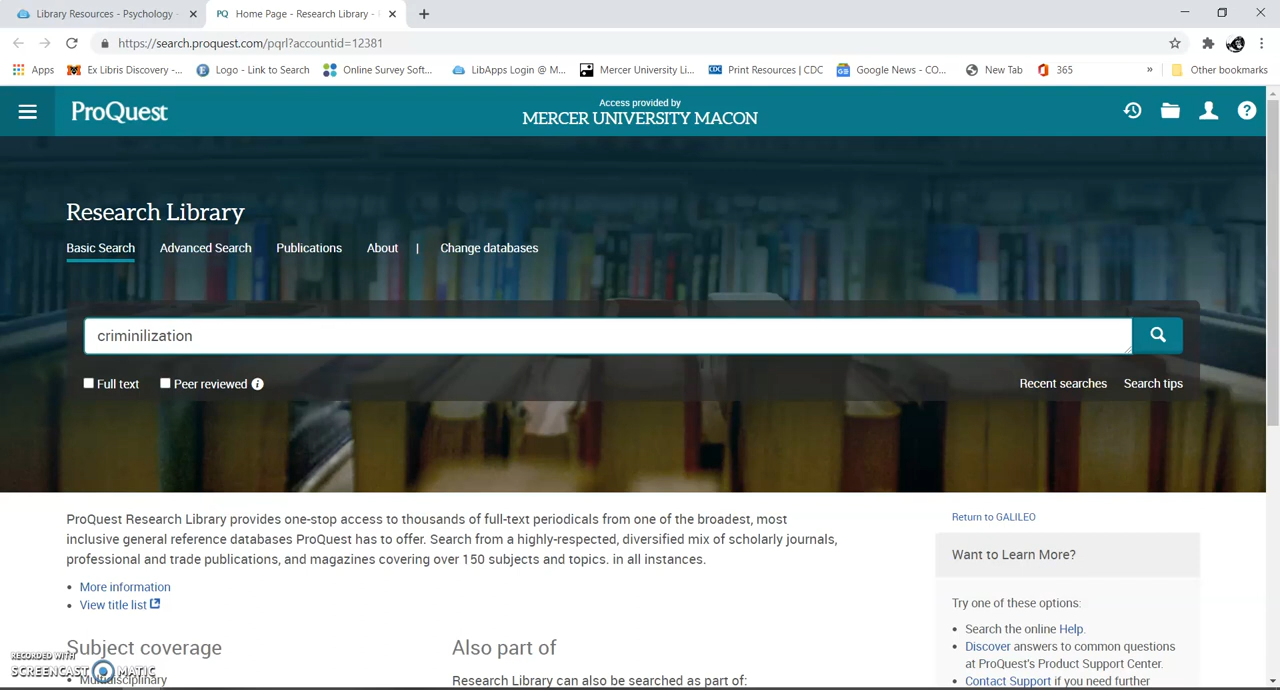 Library Resources - Psychology
PQ Home Page - Research Library -
https://search.proquest.com/pqrl?accountid=12381
Apps
Ex Libris Discovery -...
Logo - Link to Search
Online Survey Soft...
LibApps Login @ M...
Mercer University Li...
CDC Print Resources | CDC
Google News - CO...
New Tab
365
»
Other bookmarks
ProQuest
Access provided by
MERCER UNIVERSITY MACON
?
Research Library
Basic Search Advanced Search Publications About | Change databases
criminilization
Full text Peer reviewed i
Recent searches Search tips
ProQuest Research Library provides one-stop access to thousands of full-text periodicals from one of the broadest, most
inclusive general reference databases ProQuest has to offer. Search from a highly-respected, diversified mix of scholarly journals,
professional and trade publications, and magazines covering over 150 subjects and topics. in all instances.
• More information
• View title list
Return to GALILEO
Want to Learn More?
Try one of these options:
• Search the online Help.
• Discover answers to common questions
at ProQuest's Product Support Center.
• Contact Support if you need further
Subject coverage
• Multidisciplinary
Also part of
Research Library can also be searched as part of:
RECORDED WITH
SCREENCAST MATIC